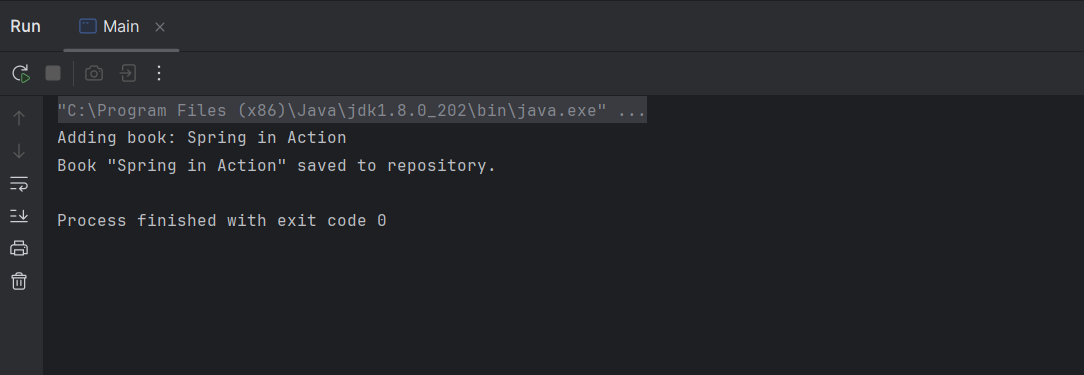 Run Main
"C:\Program Files (x86)\Java\jdk1.8.0_202\bin\java.exe" ...
Adding book: Spring in Action
Book "Spring in Action" saved to repository.
Process finished with exit code 0